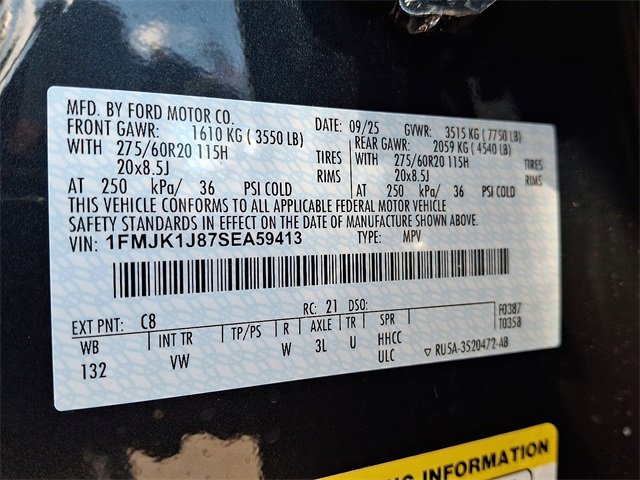 MFD. BY FORD MOTOR CO. DATE: 09/25 GVWR: 3515 KG ( 7750 LB)
FRONT GAWR: 1610 KG ( 3550 LB) REAR GAWR: 2059 KG ( 4540 LB)
WITH 275/60R20 115H TIRES 275/60R20 115H TIRES
20x8.5J RIMS 20x8.5J RIMS
AT 250 kPa/ 36 PSI COLD AT 250 kPa/ 36 PSI COLD
THIS VEHICLE CONFORMS TO ALL APPLICABLE FEDERAL MOTOR VEHICLE
SAFETY STANDARDS IN EFFECT ON THE DATE OF MANUFACTURE SHOWN ABOVE.
VIN: 1FMJK1J87SEA59413 TYPE: MPV
F0387
EXT PNT: C8 RC: 21 DSO: T0358
WB INT TR TP/PS R AXLE TR SPR
132 VW W 3L U HHCC
ULC ▽ RU5A-3520472-AB
NG INFORMATION